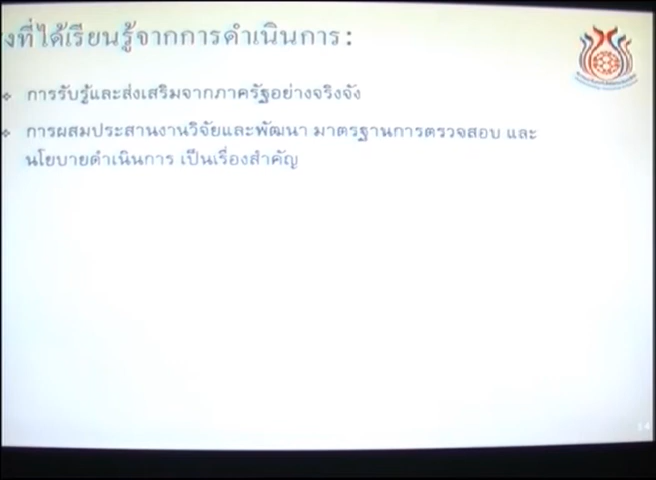 งที่ได้เรียนรู้จากการดำเนินการ:
การรับรู้และส่งเสริมจากภาครัฐอย่างจริงจัง
การผสมประสานงานวิจัยและพัฒนา มาตรฐานการตรวจสอบ และ
นโยบายดำเนินการ เป็นเรื่องสำคัญ
14